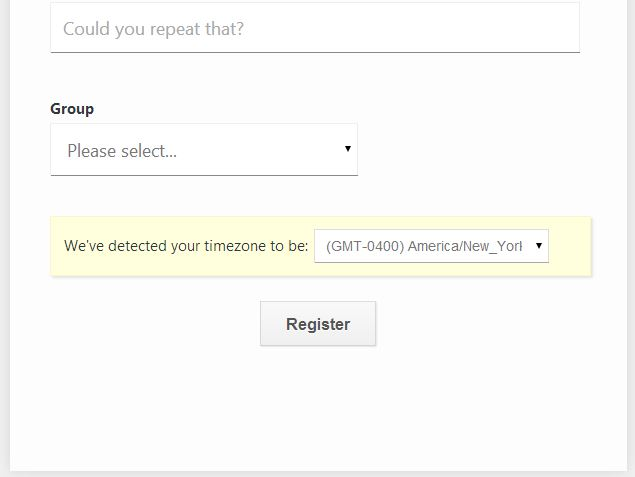 Could you repeat that?
Group
Please select...
We've detected your timezone to be: (GMT-0400) America/New_York
Register